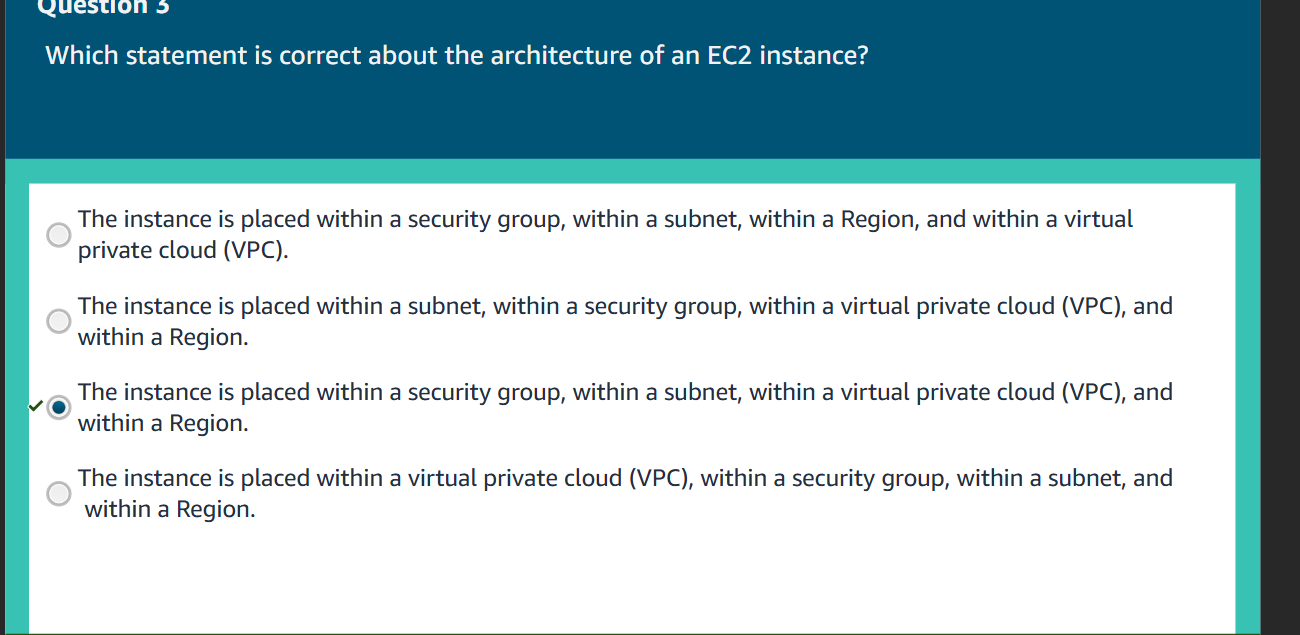 Question 3
Which statement is correct about the architecture of an EC2 instance?
The instance is placed within a security group, within a subnet, within a Region, and within a virtual
private cloud (VPC).
The instance is placed within a subnet, within a security group, within a virtual private cloud (VPC), and
within a Region.
The instance is placed within a security group, within a subnet, within a virtual private cloud (VPC), and
within a Region.
The instance is placed within a virtual private cloud (VPC), within a security group, within a subnet, and
within a Region.